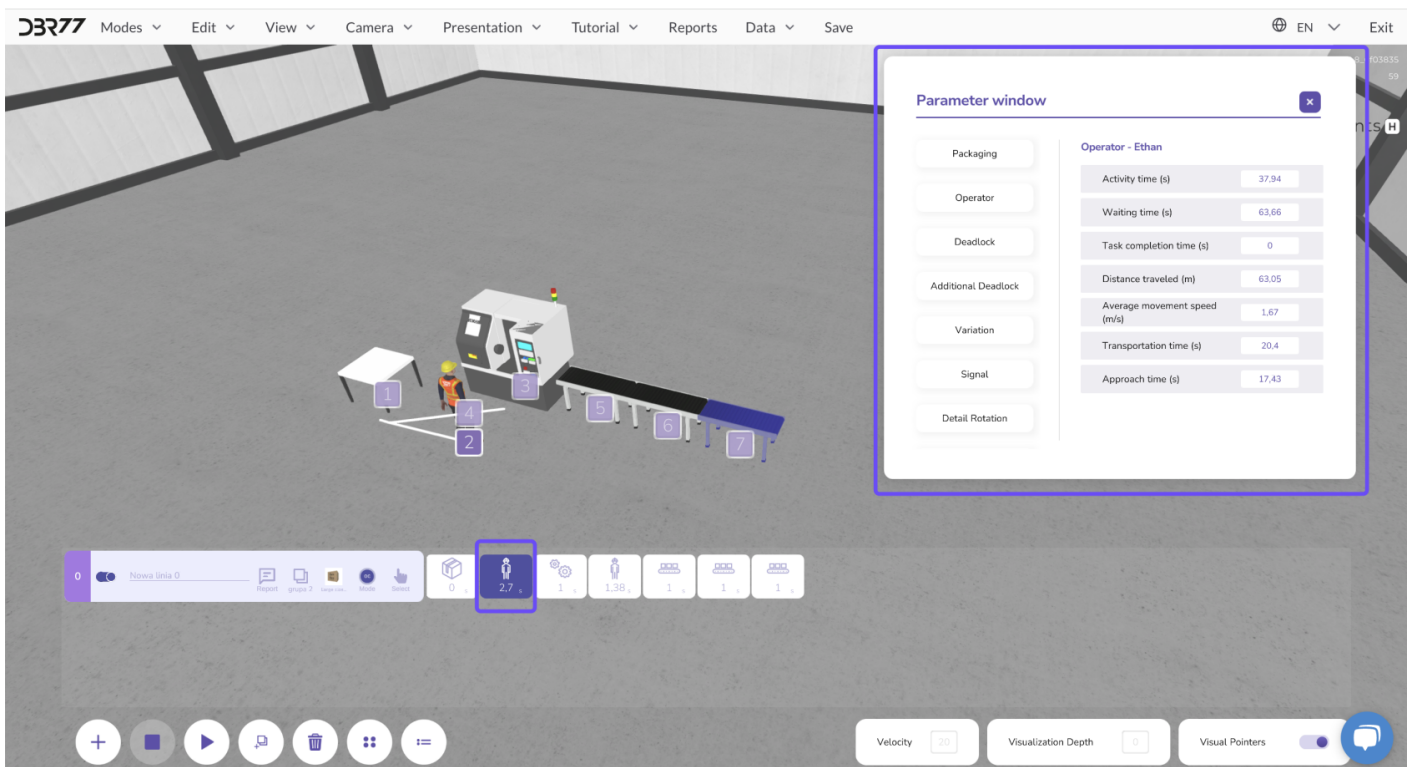 DBR77 Modes Edit View Camera Presentation Tutorial Reports Data Save EN Exit
59
Parameter window
H
Packaging
Operator
Deadlock
Additional Deadlock
Variation
Signal
Detail Rotation
Operator - Ethan
Activity time (s) 37,94
Waiting time (s) 63,66
Task completion time (s) 0
Distance traveled (m) 63,05
Average movement speed
(m/s) 1,67
Transportation time (s) 20,4
Approach time (s) 17,43
1
2
3
4
5
6
7
0 Nowa linia 0
Report grupa 2 Mode Select
0 s 2,7 s 1 s 1,38 s 1 s 1 s 1 s
Velocity 20 Visualization Depth 0 Visual Pointers